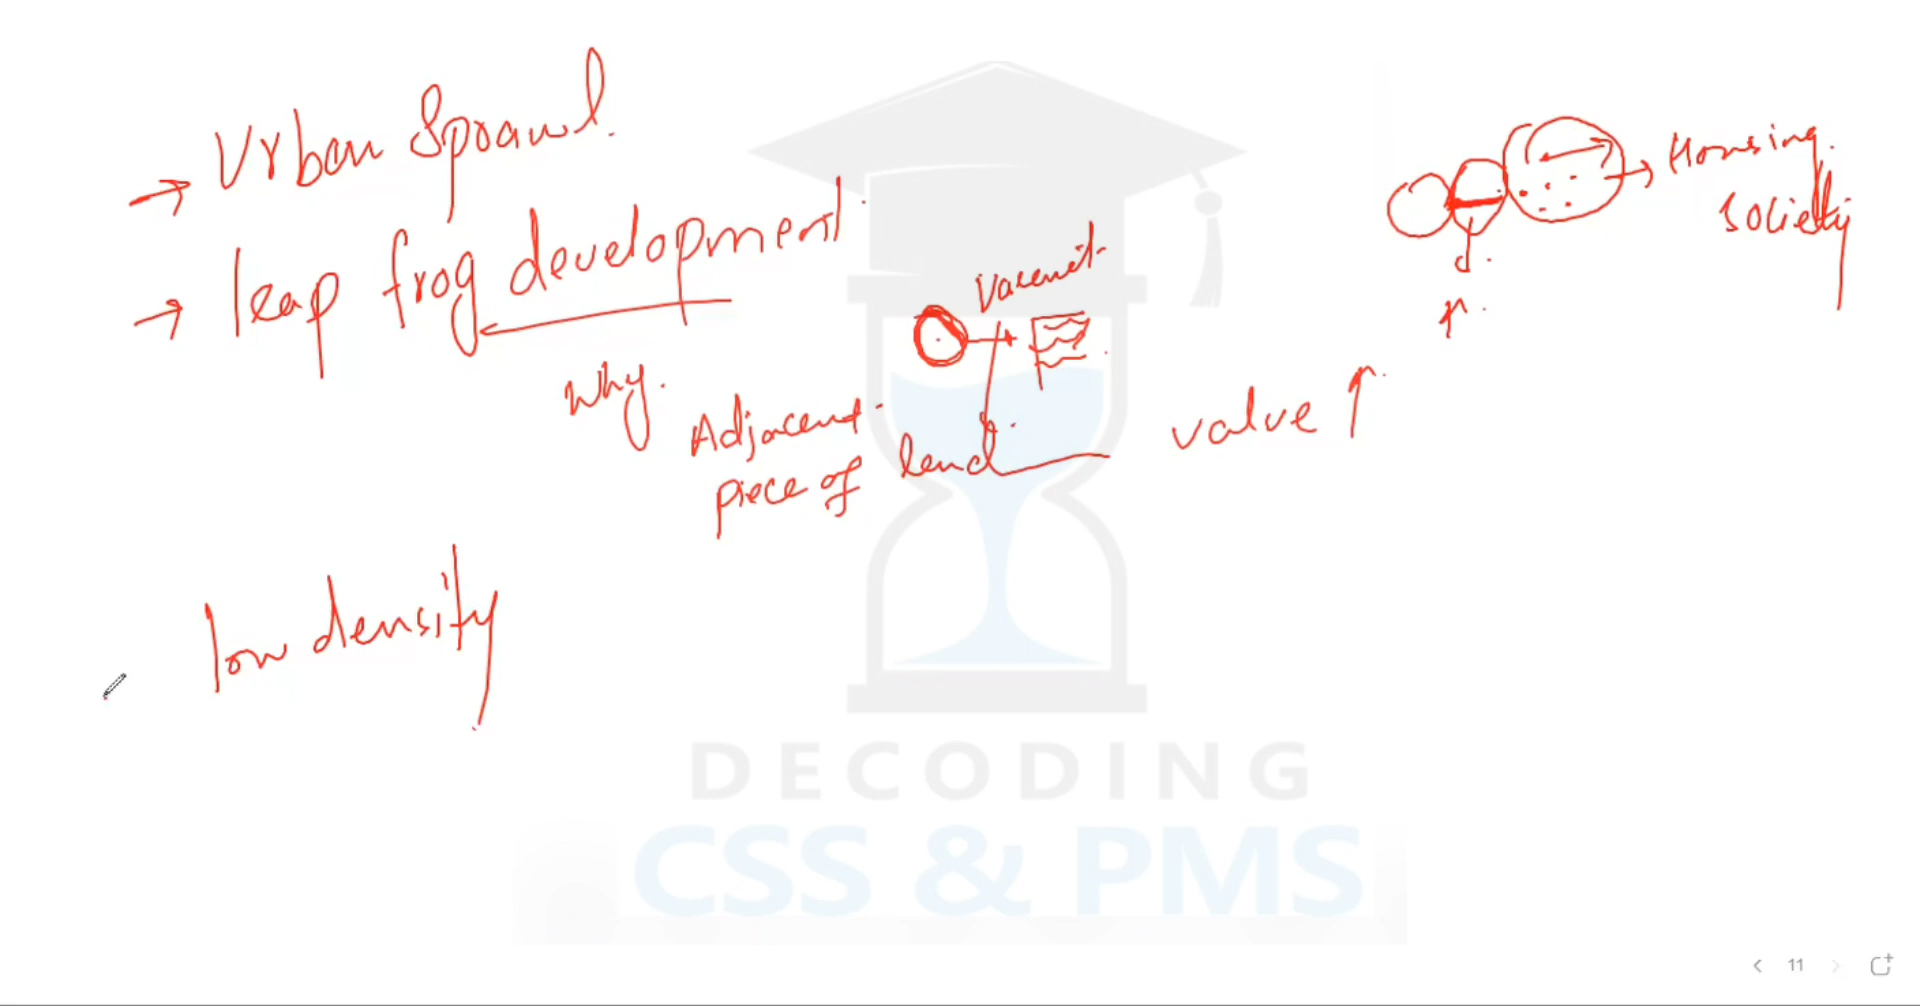 → Urban Sprawl.
→ leap frog development.
why.
Vacant
Adjacent
piece of land
value ↑
→ Housing.
Society
low density
DECODING
CSS & PMS
11